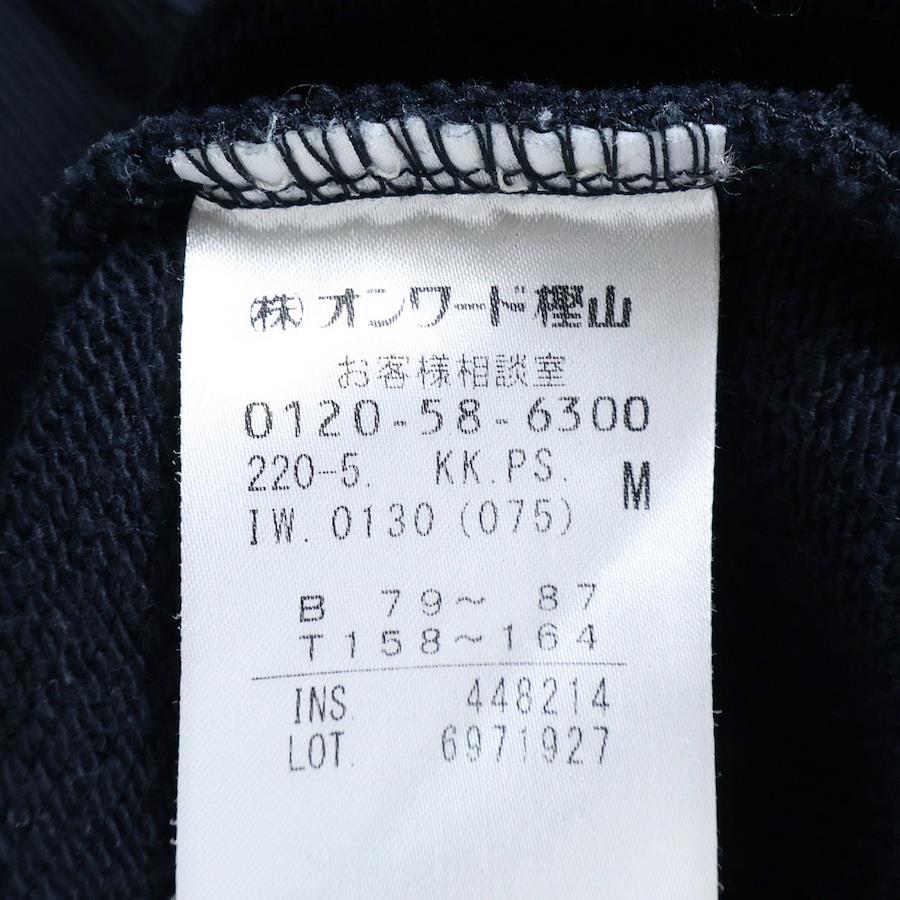 ㈱オンワード樫山
お客様相談室
0120-58-6300
220-5. KK.PS. M
IW.0130(075)
B 79~ 87
T158~164
INS. 448214
LOT. 6971927